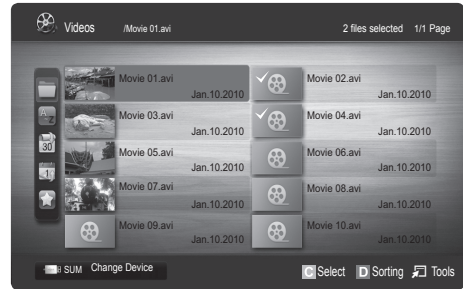 Videos /Movie 01.avi 2 files selected 1/1 Page
Movie 01.avi
Jan.10.2010
Movie 02.avi
Jan.10.2010
Movie 03.avi
Jan.10.2010
Movie 04.avi
Jan.10.2010
Movie 05.avi
Jan.10.2010
Movie 06.avi
Jan.10.2010
Movie 07.avi
Jan.10.2010
Movie 08.avi
Jan.10.2010
Movie 09.avi
Jan.10.2010
Movie 10.avi
Jan.10.2010
30
1
SUM Change Device C Select D Sorting Tools